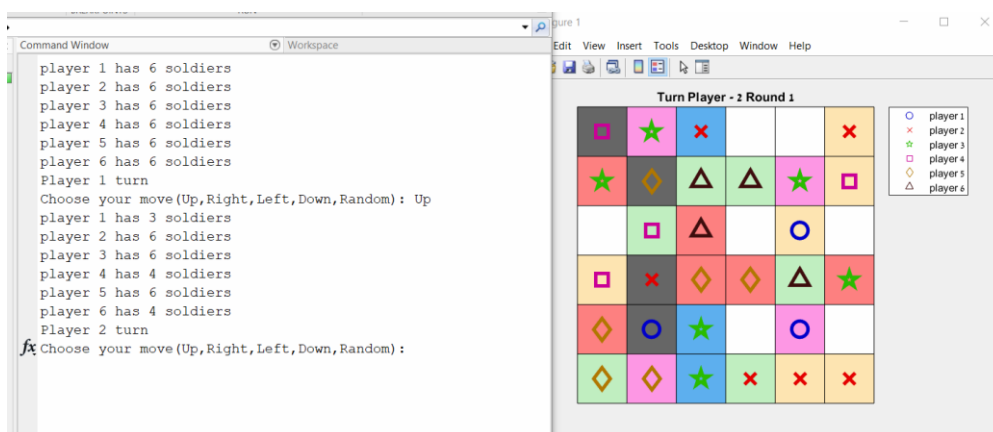 gure 1
Command Window
Workspace
Edit View Insert Tools Desktop Window Help
player 1 has 6 soldiers
player 2 has 6 soldiers
player 3 has 6 soldiers
player 4 has 6 soldiers
player 5 has 6 soldiers
player 6 has 6 soldiers
Player 1 turn
Choose your move(Up,Right,Left,Down,Random): Up
player 1 has 3 soldiers
player 2 has 6 soldiers
player 3 has 6 soldiers
player 4 has 4 soldiers
player 5 has 6 soldiers
player 6 has 4 soldiers
Player 2 turn
fx Choose your move(Up,Right,Left,Down,Random):
Turn Player - 2 Round 1
player 1
player 2
player 3
player 4
player 5
player 6